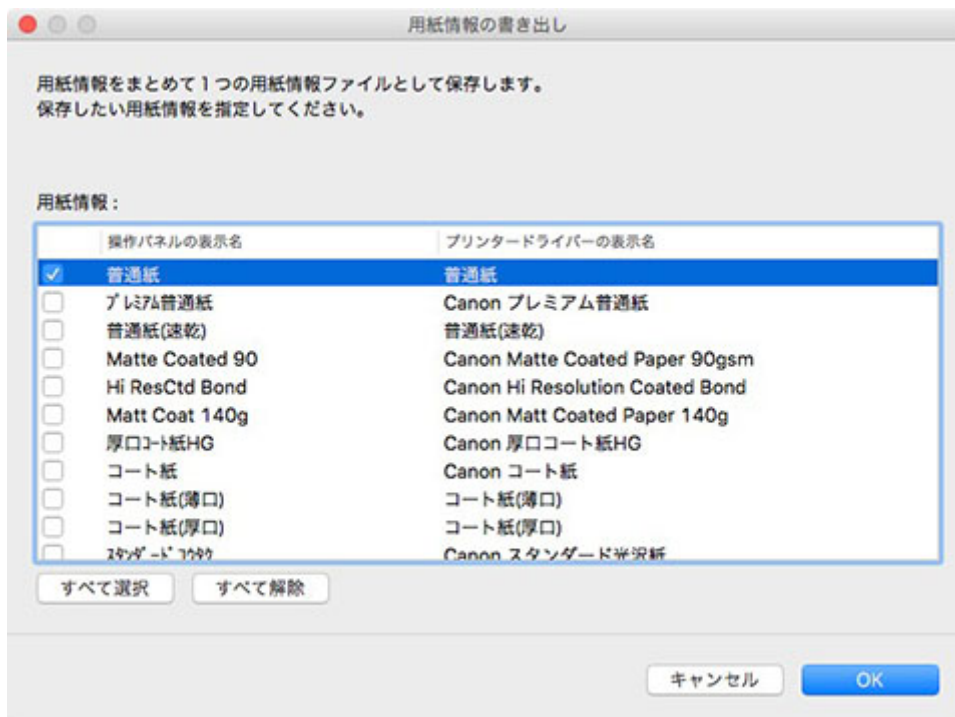 用紙情報の書き出し
用紙情報をまとめて1つの用紙情報ファイルとして保存します。
保存したい用紙情報を指定してください。
用紙情報：
操作パネルの表示名 プリンタードライバーの表示名
普通紙 普通紙
ﾌﾟﾚﾐｱﾑ普通紙 Canon プレミアム普通紙
普通紙(速乾) 普通紙(速乾)
Matte Coated 90 Canon Matte Coated Paper 90gsm
Hi ResCtd Bond Canon Hi Resolution Coated Bond
Matt Coat 140g Canon Matt Coated Paper 140g
厚口ｺｰﾄ紙HG Canon 厚口コート紙HG
コート紙 Canon コート紙
コート紙(薄口) コート紙(薄口)
コート紙(厚口) コート紙(厚口)
ｽﾀﾝﾀﾞｰﾄﾞｺｳﾀｸ Canon スタンダード光沢紙
すべて選択 すべて解除
キャンセル OK